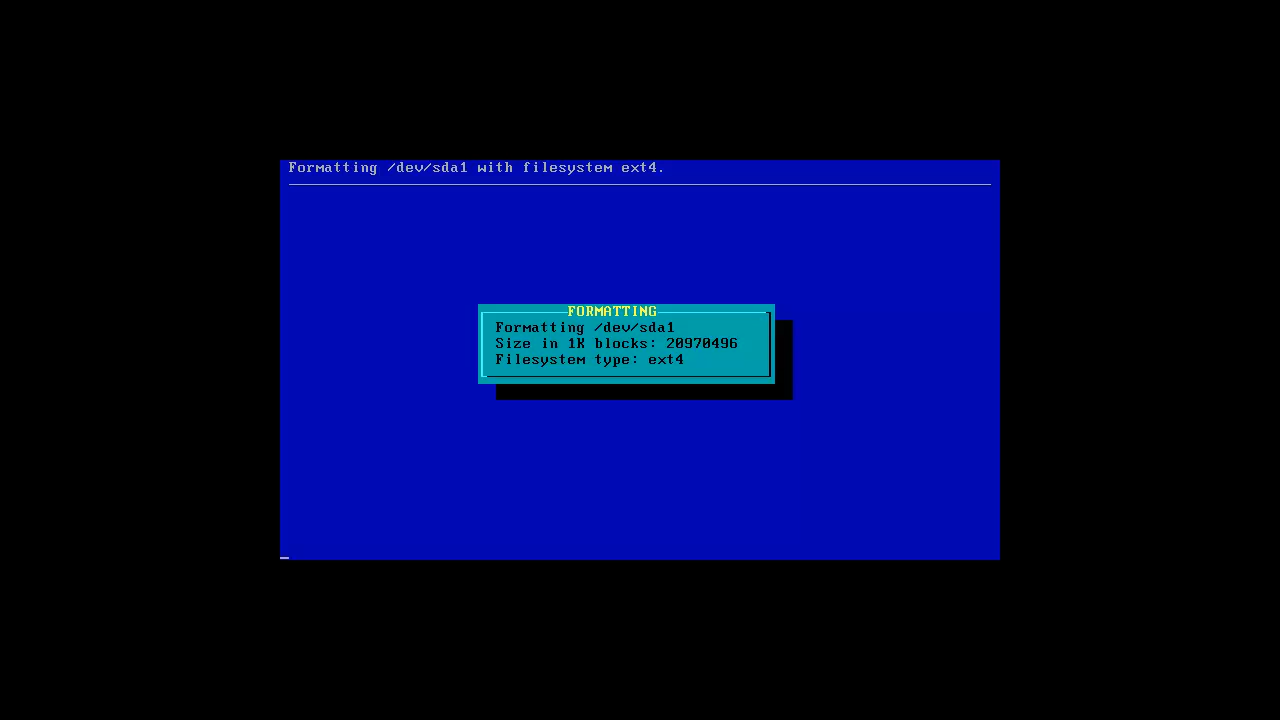 Formatting /dev/sda1 with filesystem ext4.
FORMATTING
Formatting /dev/sda1
Size in 1K blocks: 20970496
Filesystem type: ext4